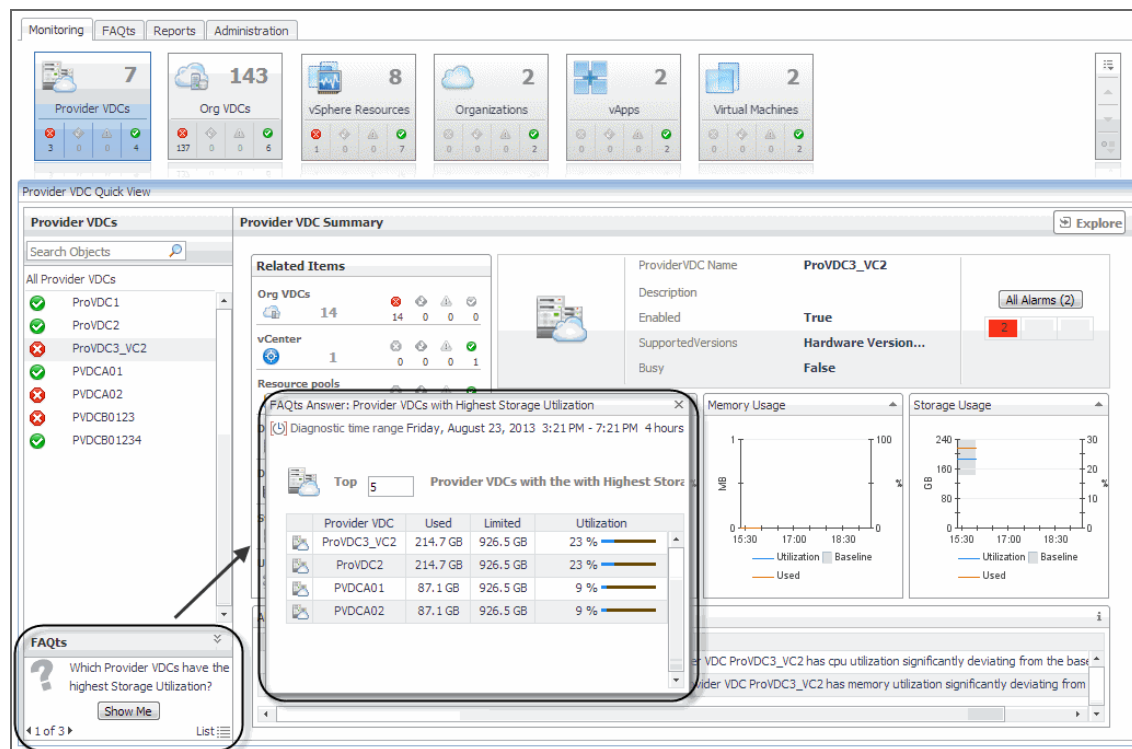 Monitoring FAQts Reports Administration
7 143 8 2 2 2
Provider VDCs Org VDCs vSphere Resources Organizations vApps Virtual Machines
3 0 0 4 137 0 0 6 1 0 0 7 0 0 0 2 0 0 0 2 0 0 0 2
Provider VDC Quick View
Provider VDCs
Search Objects
All Provider VDCs
ProVDC1
ProVDC2
ProVDC3_VC2
PVDCA01
PVDCA02
PVDCB0123
PVDCB01234
FAQts
Which Provider VDCs have the
highest Storage Utilization?
Show Me
1 of 3 List
Provider VDC Summary Explore
Related Items
Org VDCs
14 14 0 0 0
vCenter
1 0 0 0 1
Resource pools
ProviderVDC Name ProVDC3_VC2
Description
Enabled True
SupportedVersions Hardware Version...
Busy False
All Alarms (2)
2
FAQts Answer: Provider VDCs with Highest Storage Utilization
Diagnostic time range Friday, August 23, 2013 3:21 PM - 7:21 PM 4 hours
Top 5 Provider VDCs with the with Highest Stora
Provider VDC Used Limited Utilization
ProVDC3_VC2 214.7 GB 926.5 GB 23 %
ProVDC2 214.7 GB 926.5 GB 23 %
PVDCA01 87.1 GB 926.5 GB 9 %
PVDCA02 87.1 GB 926.5 GB 9 %
Memory Usage
1 100
MB %
0 0
15:30 17:00 18:30
Utilization Baseline
Used
Storage Usage
240 30
160 20
GB %
80 10
0 0
15:30 17:00 18:30
Utilization Baseline
Used
VDC ProVDC3_VC2 has cpu utilization significantly deviating from the base
vider VDC ProVDC3_VC2 has memory utilization significantly deviating from